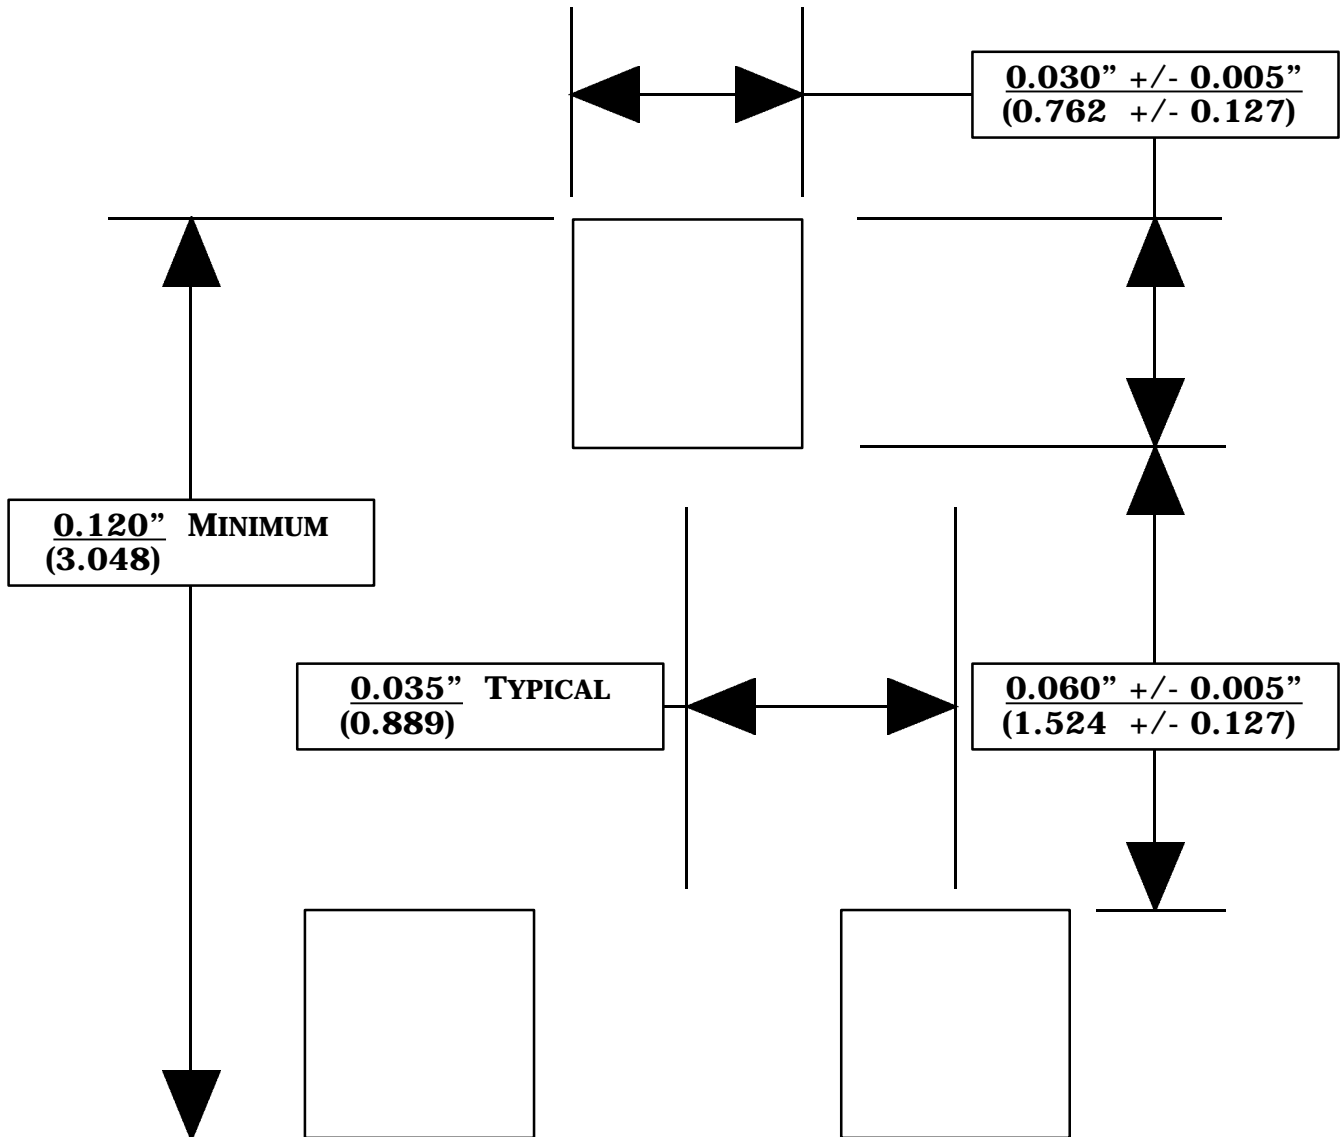 0.030” +/- 0.005”
(0.762 +/- 0.127)
0.120” MINIMUM
(3.048)
0.035” TYPICAL
(0.889)
0.060” +/- 0.005”
(1.524 +/- 0.127)